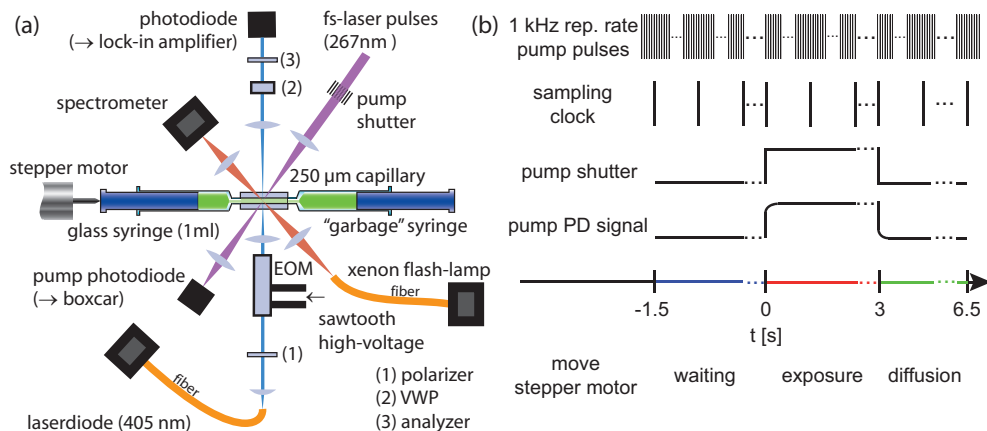 (a)
photodiode
(→ lock-in amplifier)
fs-laser pulses
(267nm )
(3)
(2)
spectrometer
pump
shutter
stepper motor
250 μm capillary
glass syringe (1ml)
"garbage" syringe
pump photodiode
(→ boxcar)
EOM
xenon flash-lamp
fiber
sawtooth
high-voltage
(1)
fiber
(1) polarizer
(2) VWP
(3) analyzer
laserdiode (405 nm)
(b)
1 kHz rep. rate
pump pulses
sampling
clock
pump shutter
pump PD signal
-1.5 0 3 6.5
t [s]
move
stepper motor
waiting
exposure
diffusion